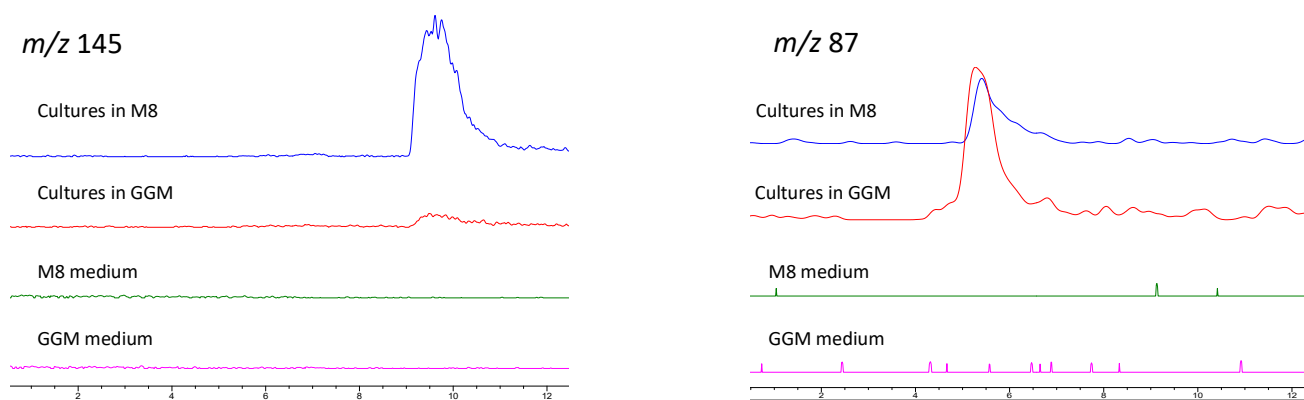 m/z 145
Cultures in M8
Cultures in GGM
M8 medium
GGM medium
2 4 6 8 10 12
m/z 87
Cultures in M8
Cultures in GGM
M8 medium
GGM medium
2 4 6 8 10 12